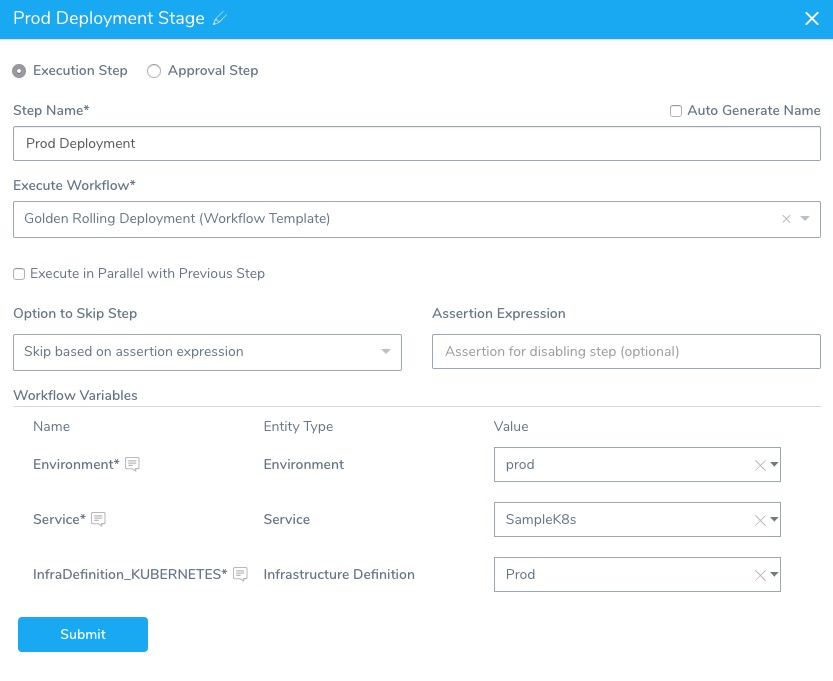 Prod Deployment Stage
Execution Step Approval Step
Step Name* Auto Generate Name
Prod Deployment
Execute Workflow*
Golden Rolling Deployment (Workflow Template)
Execute in Parallel with Previous Step
Option to Skip Step Assertion Expression
Skip based on assertion expression Assertion for disabling step (optional)
Workflow Variables
Name Entity Type Value
Environment* Environment prod
Service* Service SampleK8s
InfraDefinition_KUBERNETES* Infrastructure Definition Prod
Submit